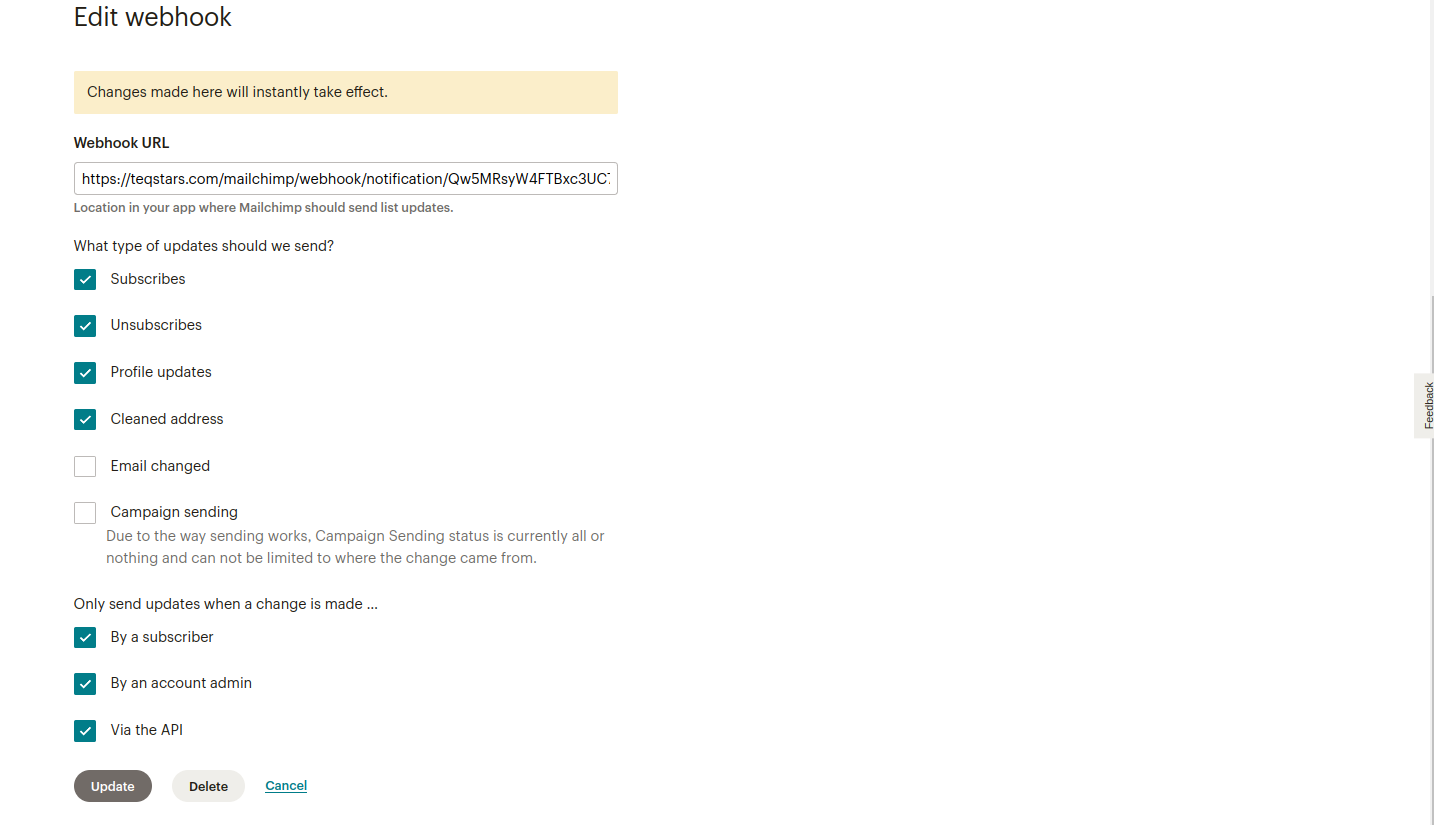 Edit webhook
Changes made here will instantly take effect.
Webhook URL
https://teqstars.com/mailchimp/webhook/notification/Qw5MRsyW4FTBxc3UC
Location in your app where Mailchimp should send list updates.
What type of updates should we send?
Subscribes
Unsubscribes
Profile updates
Cleaned address
Email changed
Campaign sending
Due to the way sending works, Campaign Sending status is currently all or
nothing and can not be limited to where the change came from.
Only send updates when a change is made ...
By a subscriber
By an account admin
Via the API
Update Delete Cancel
Feedback